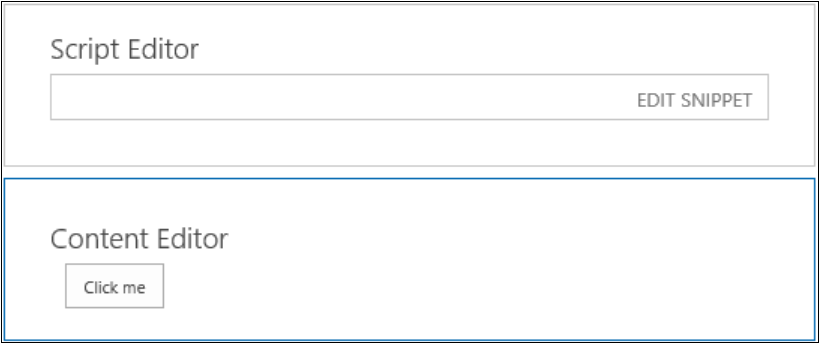 Script Editor
EDIT SNIPPET
Content Editor
Click me